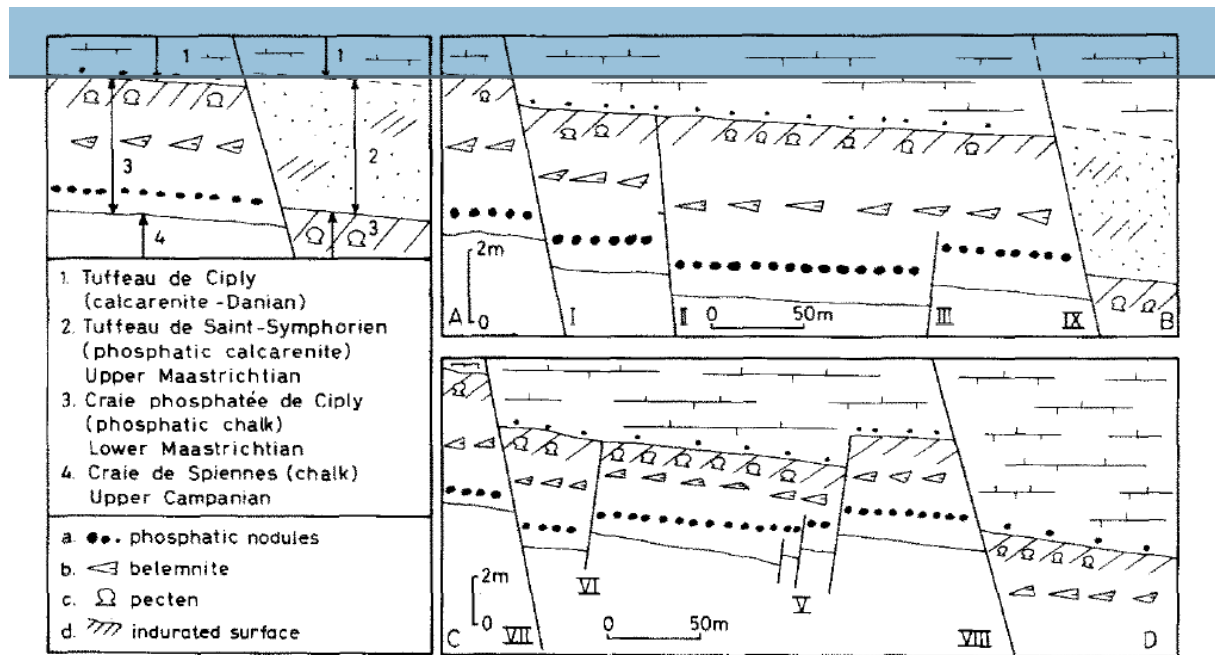 1
1
2
3
3
4
1. Tuffeau de Ciply
(calcarenite-Danian)
2. Tuffeau de Saint-Symphorien
(phosphatic calcarenite)
Upper Maastrichtian
3. Craie phosphatée de Ciply
(phosphatic chalk)
Lower Maastrichtian
4. Craie de Spiennes (chalk)
Upper Campanian
a. phosphatic nodules
b. belemnite
c. pecten
d. indurated surface
2m
A 0 I II 0 50m III IX B
2m
C 0 VII VI 0 50m V VIII D